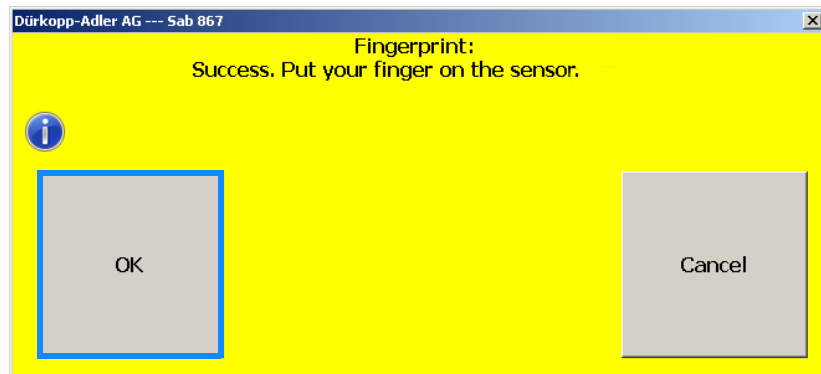 Dürkopp-Adler AG --- Sab 867
Fingerprint:
Success. Put your finger on the sensor.
OK
Cancel